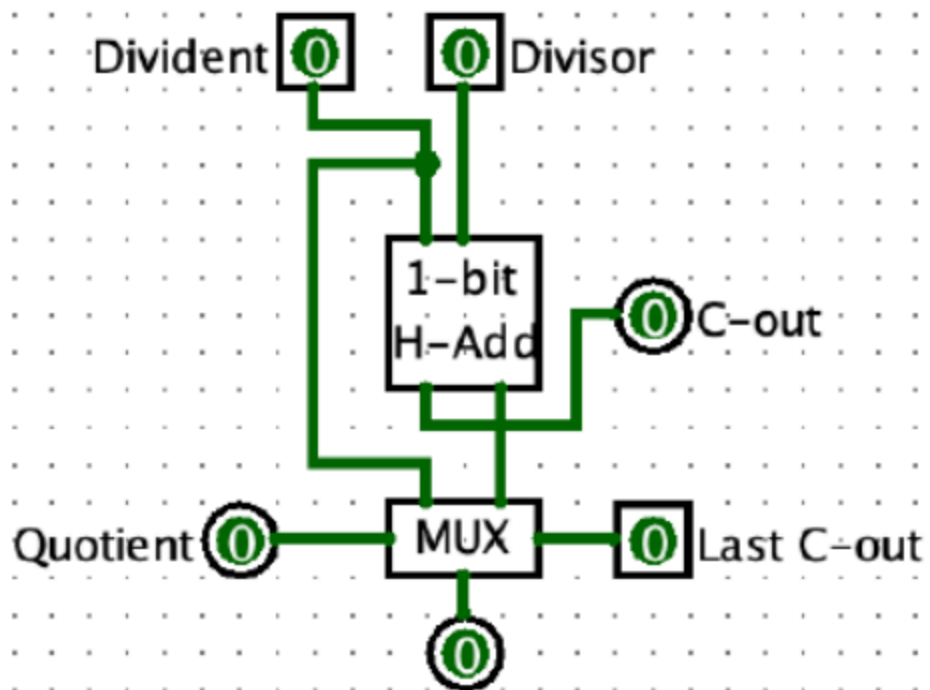 Divident 0 0 Divisor
1-bit
H-Add
0 C-out
Quotient 0 MUX 0 Last C-out
0